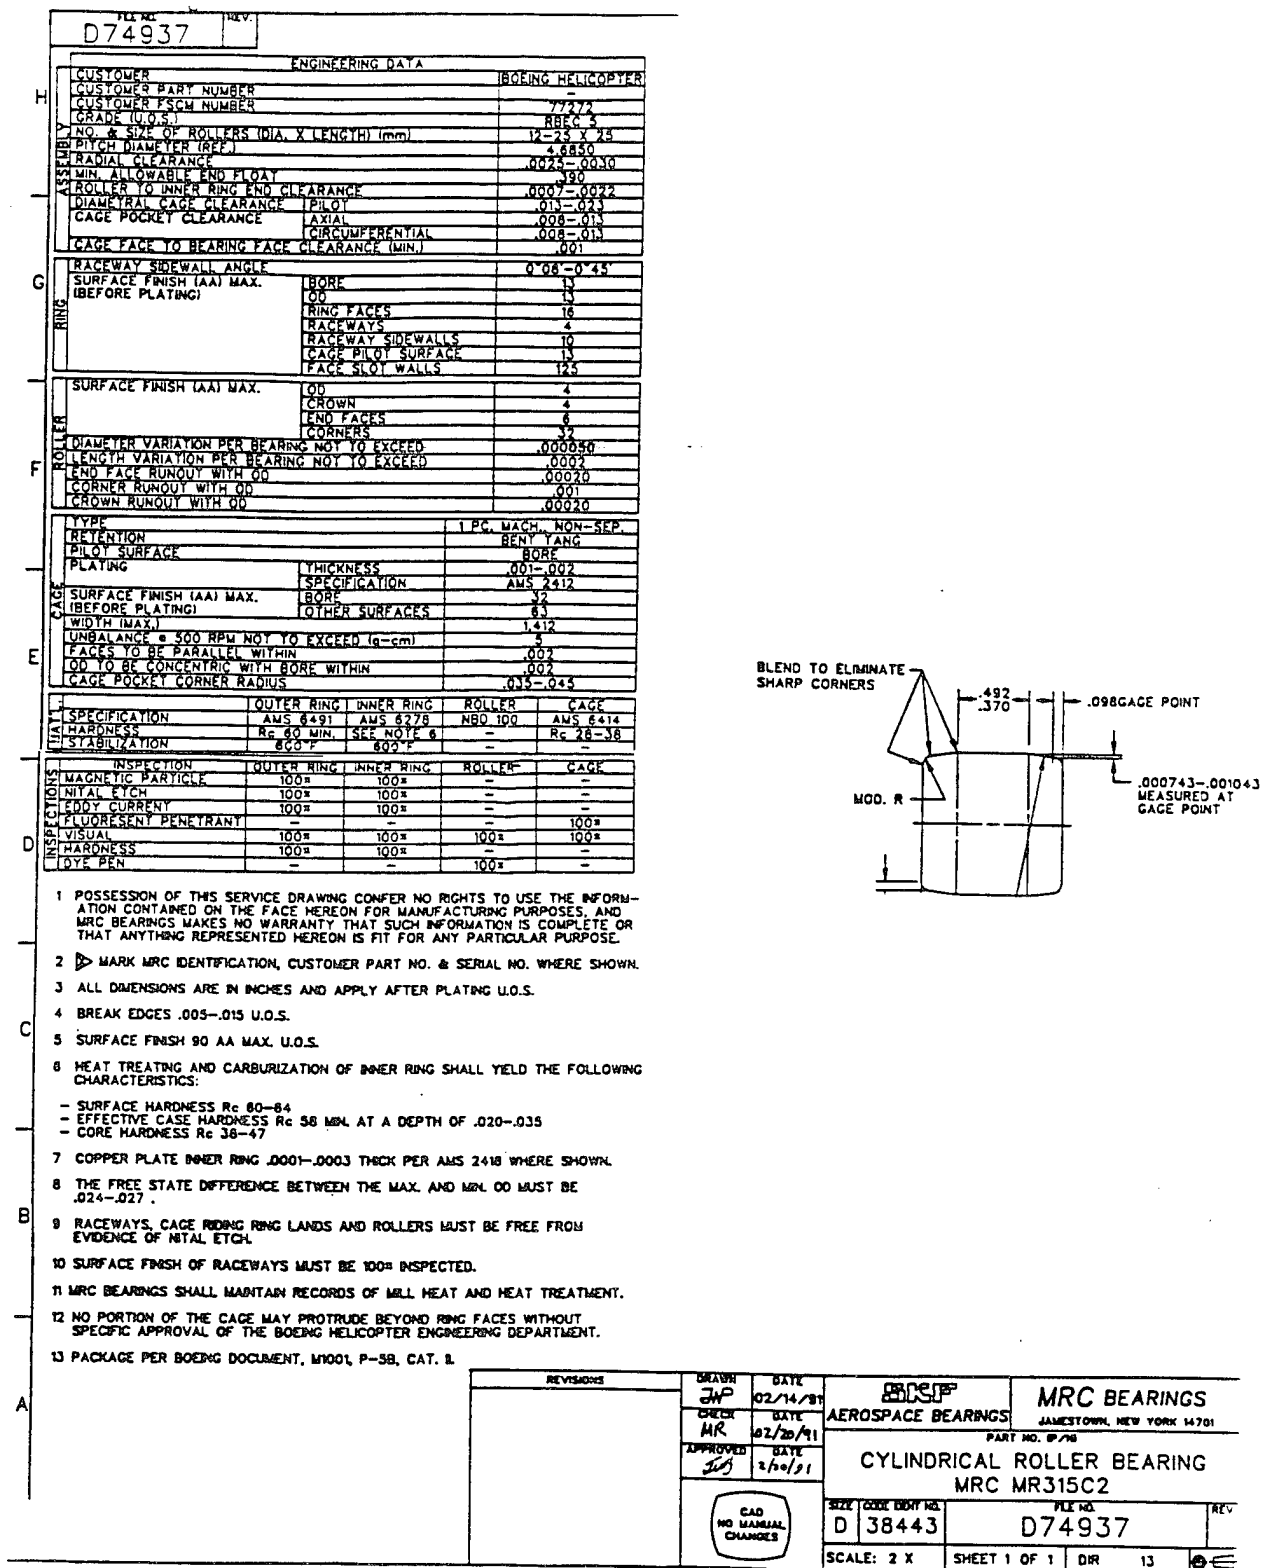 FILE NO. REV.
D74937
ENGINEERING DATA
ASSEMBLY
CUSTOMER BOEING HELICOPTER
CUSTOMER PART NUMBER -
CUSTOMER FSCM NUMBER 77272
GRADE (U.O.S.) RBEC 5
NO. & SIZE OF ROLLERS (DIA. X LENGTH) (mm) 12-25 X 25
PITCH DIAMETER (REF.) 4.6850
RADIAL CLEARANCE .0025-.0030
MIN. ALLOWABLE END FLOAT .390
ROLLER TO INNER RING END CLEARANCE .0007-.0022
DIAMETRAL CAGE CLEARANCE PILOT .013-.023
CAGE POCKET CLEARANCE AXIAL .008-.013
CIRCUMFERENTIAL .008-.013
CAGE FACE TO BEARING FACE CLEARANCE (MIN.) .001
RING
RACEWAY SIDEWALL ANGLE 0°06'-0°45'
SURFACE FINISH (AA) MAX. BORE 13
(BEFORE PLATING) OD 13
RING FACES 16
RACEWAYS 4
RACEWAY SIDEWALLS 10
CAGE PILOT SURFACE 13
FACE SLOT WALLS 125
ROLLER
SURFACE FINISH (AA) MAX. OD 4
CROWN 4
END FACES 6
CORNERS 32
DIAMETER VARIATION PER BEARING NOT TO EXCEED .000050
LENGTH VARIATION PER BEARING NOT TO EXCEED .0002
END FACE RUNOUT WITH OD .00020
CORNER RUNOUT WITH OD .001
CROWN RUNOUT WITH OD .00020
CAGE
TYPE 1 PC. MACH., NON-SEP.
RETENTION BENT TANG
PILOT SURFACE BORE
PLATING THICKNESS .001-.002
SPECIFICATION AMS 2412
SURFACE FINISH (AA) MAX. BORE 32
(BEFORE PLATING) OTHER SURFACES 63
WIDTH (MAX.) 1.412
UNBALANCE @ 500 RPM NOT TO EXCEED (g-cm) 5
FACES TO BE PARALLEL WITHIN .002
OD TO BE CONCENTRIC WITH BORE WITHIN .002
CAGE POCKET CORNER RADIUS .035-.045
MAT'L.
OUTER RING INNER RING ROLLER CAGE
SPECIFICATION AMS 6491 AMS 6278 NBD 100 AMS 6414
HARDNESS Rc 60 MIN. SEE NOTE 6 - Rc 28-38
STABILIZATION 600°F 600°F - -
INSPECTIONS
INSPECTION OUTER RING INNER RING ROLLER CAGE
MAGNETIC PARTICLE 100% 100% - -
NITAL ETCH 100% 100% - -
EDDY CURRENT 100% 100% - -
FLUORESENT PENETRANT - - - 100%
VISUAL 100% 100% 100% 100%
HARDNESS 100% 100% - -
DYE PEN - - 100% -
1 POSSESSION OF THIS SERVICE DRAWING CONFER NO RIGHTS TO USE THE INFORM-
ATION CONTAINED ON THE FACE HEREON FOR MANUFACTURING PURPOSES, AND
MRC BEARINGS MAKES NO WARRANTY THAT SUCH INFORMATION IS COMPLETE OR
THAT ANYTHING REPRESENTED HEREON IS FIT FOR ANY PARTICULAR PURPOSE.
2 MARK MRC IDENTIFICATION, CUSTOMER PART NO. & SERIAL NO. WHERE SHOWN.
3 ALL DIMENSIONS ARE IN INCHES AND APPLY AFTER PLATING U.O.S.
4 BREAK EDGES .005-.015 U.O.S.
5 SURFACE FINISH 90 AA MAX. U.O.S.
6 HEAT TREATING AND CARBURIZATION OF INNER RING SHALL YIELD THE FOLLOWING
CHARACTERISTICS:
- SURFACE HARDNESS Rc 60-64
- EFFECTIVE CASE HARDNESS Rc 58 MIN. AT A DEPTH OF .020-.035
- CORE HARDNESS Rc 38-47
7 COPPER PLATE INNER RING .0001-.0003 THICK PER AMS 2418 WHERE SHOWN.
8 THE FREE STATE DIFFERENCE BETWEEN THE MAX. AND MIN. OD MUST BE
.024-.027 .
9 RACEWAYS, CAGE RIDING RING LANDS AND ROLLERS MUST BE FREE FROM
EVIDENCE OF NITAL ETCH.
10 SURFACE FINISH OF RACEWAYS MUST BE 100% INSPECTED.
11 MRC BEARINGS SHALL MAINTAIN RECORDS OF MILL HEAT AND HEAT TREATMENT.
12 NO PORTION OF THE CAGE MAY PROTRUDE BEYOND RING FACES WITHOUT
SPECIFIC APPROVAL OF THE BOEING HELICOPTER ENGINEERING DEPARTMENT.
13 PACKAGE PER BOEING DOCUMENT, M1001, P-5B, CAT. II.
H
G
F
E
D
C
B
A
BLEND TO ELIMINATE
SHARP CORNERS
.492
.370
.098 GAGE POINT
MOD. R
.000743-.001043
MEASURED AT
GAGE POINT
REVISIONS
DRAWN DATE
JWP 02/14/91
CHECK DATE
MR 02/20/91
APPROVED DATE
2/20/91
CAD
NO MANUAL
CHANGES
SKF
AEROSPACE BEARINGS
MRC BEARINGS
JAMESTOWN, NEW YORK 14701
PART NO.
CYLINDRICAL ROLLER BEARING
MRC MR315C2
SIZE CODE IDENT NO. FILE NO. REV
D 38443 D74937
SCALE: 2 X SHEET 1 OF 1 DIR 13